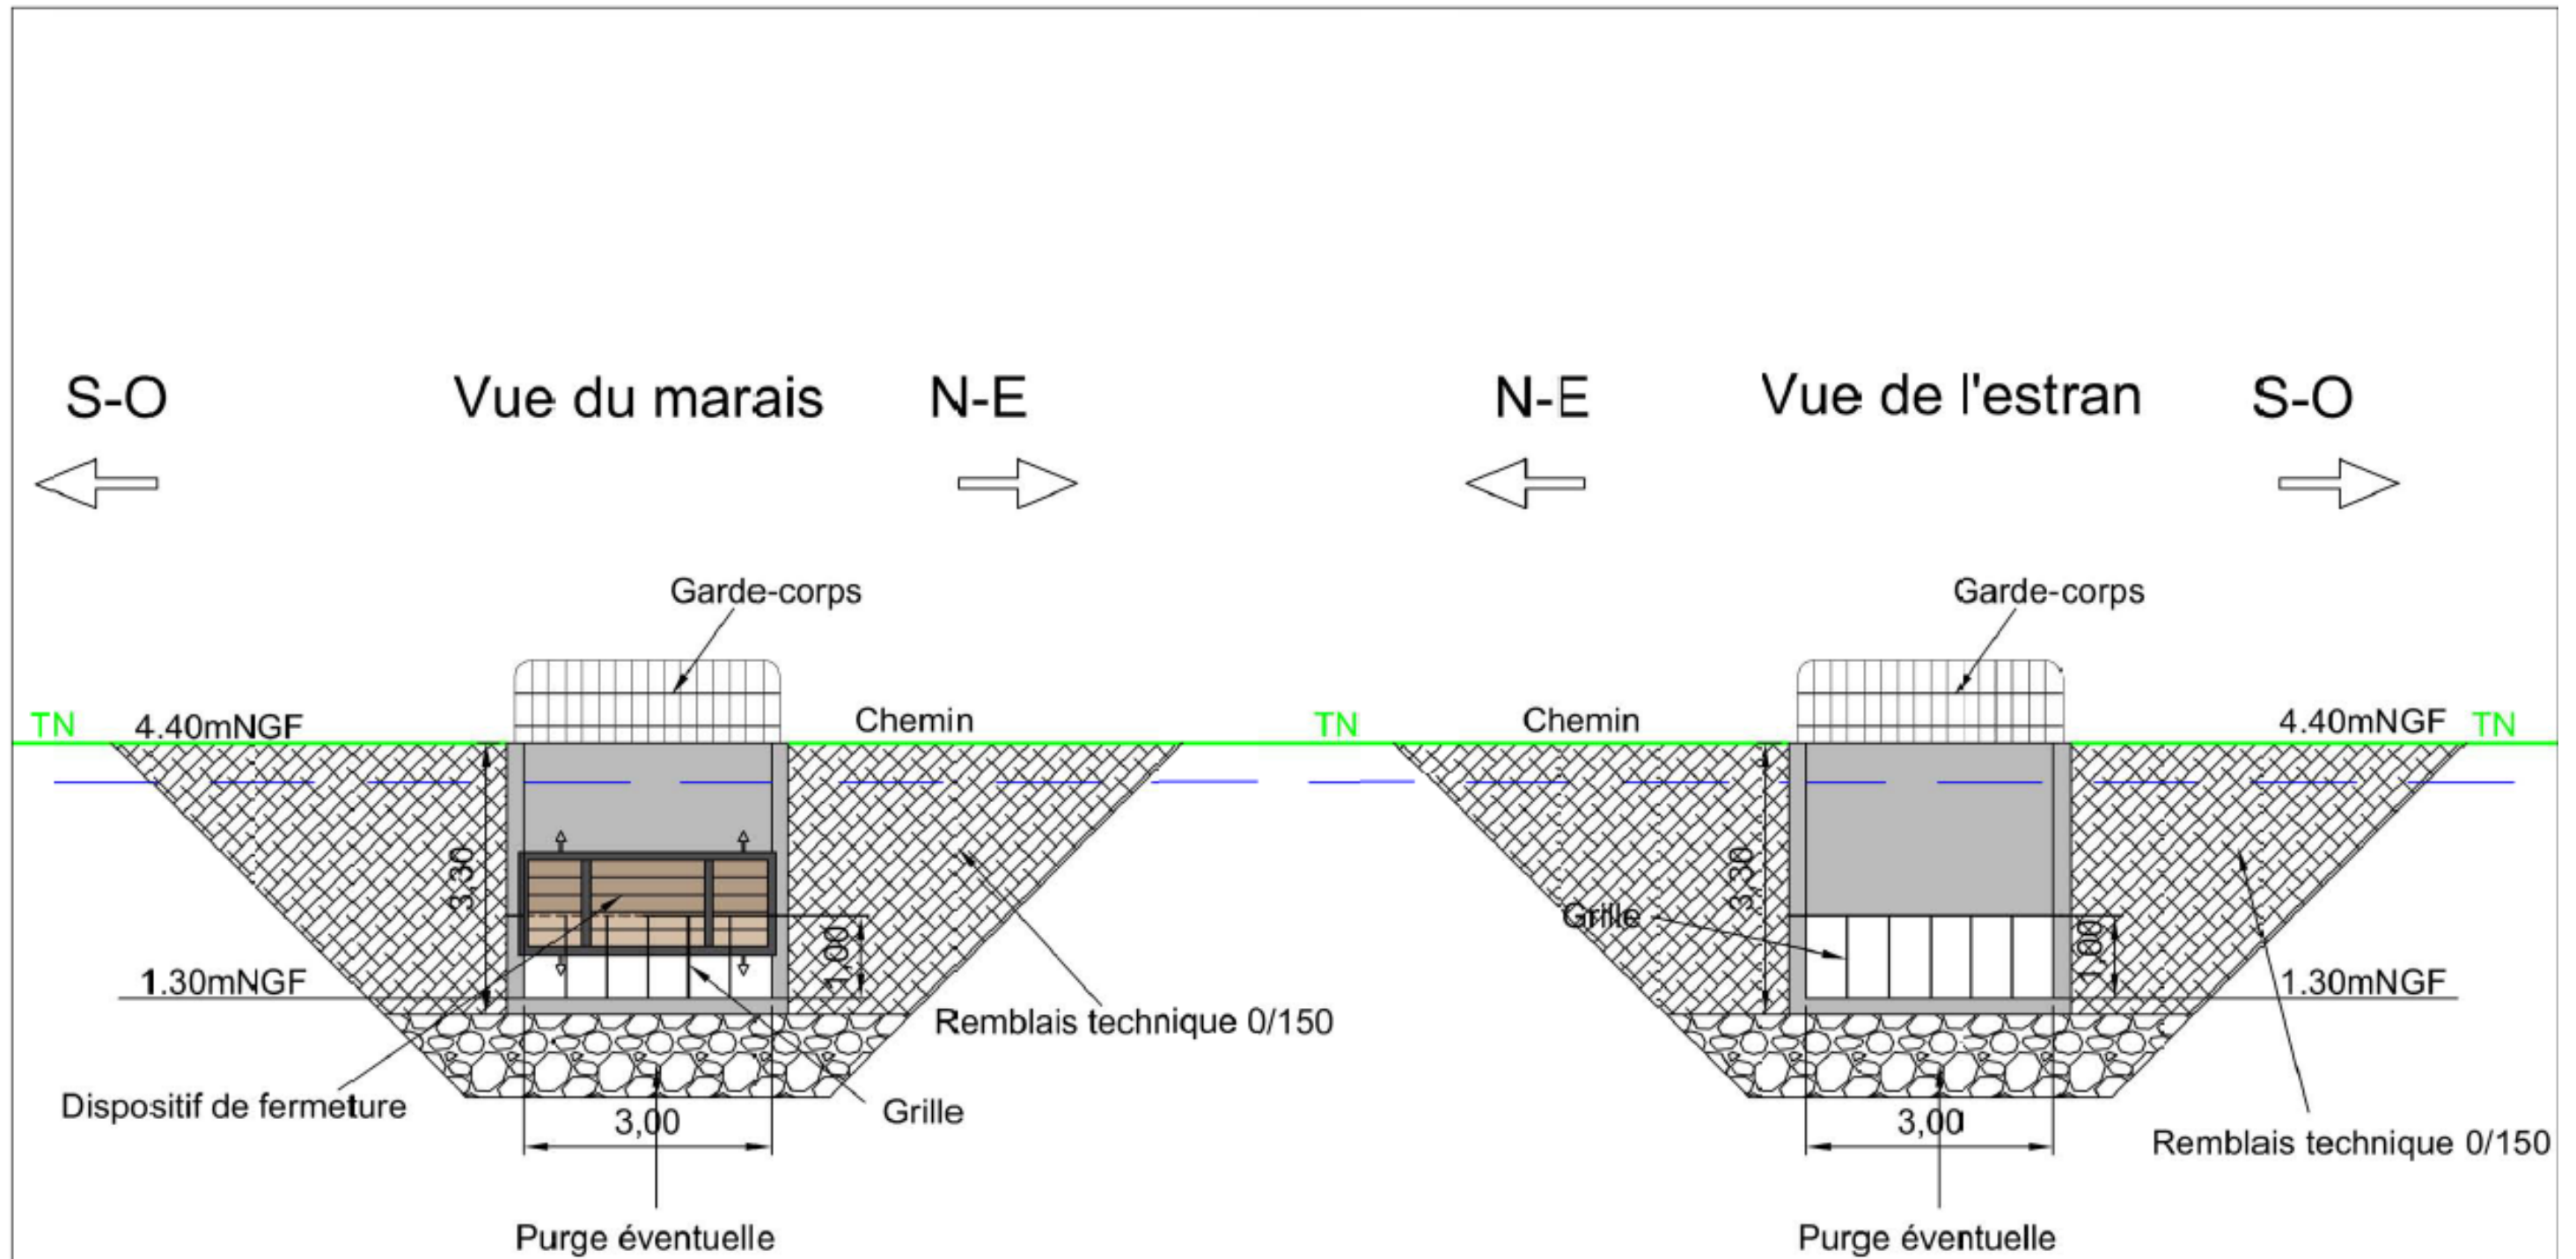 S-O Vue du marais N-E N-E Vue de l'estran S-O
Garde-corps Garde-corps
TN 4.40mNGF Chemin TN Chemin 4.40mNGF TN
3,30 3,30
Grille
1,00 1,00
1.30mNGF 1.30mNGF
Remblais technique 0/150
Dispositif de fermeture Grille
3,00 3,00
Remblais technique 0/150
Purge éventuelle Purge éventuelle